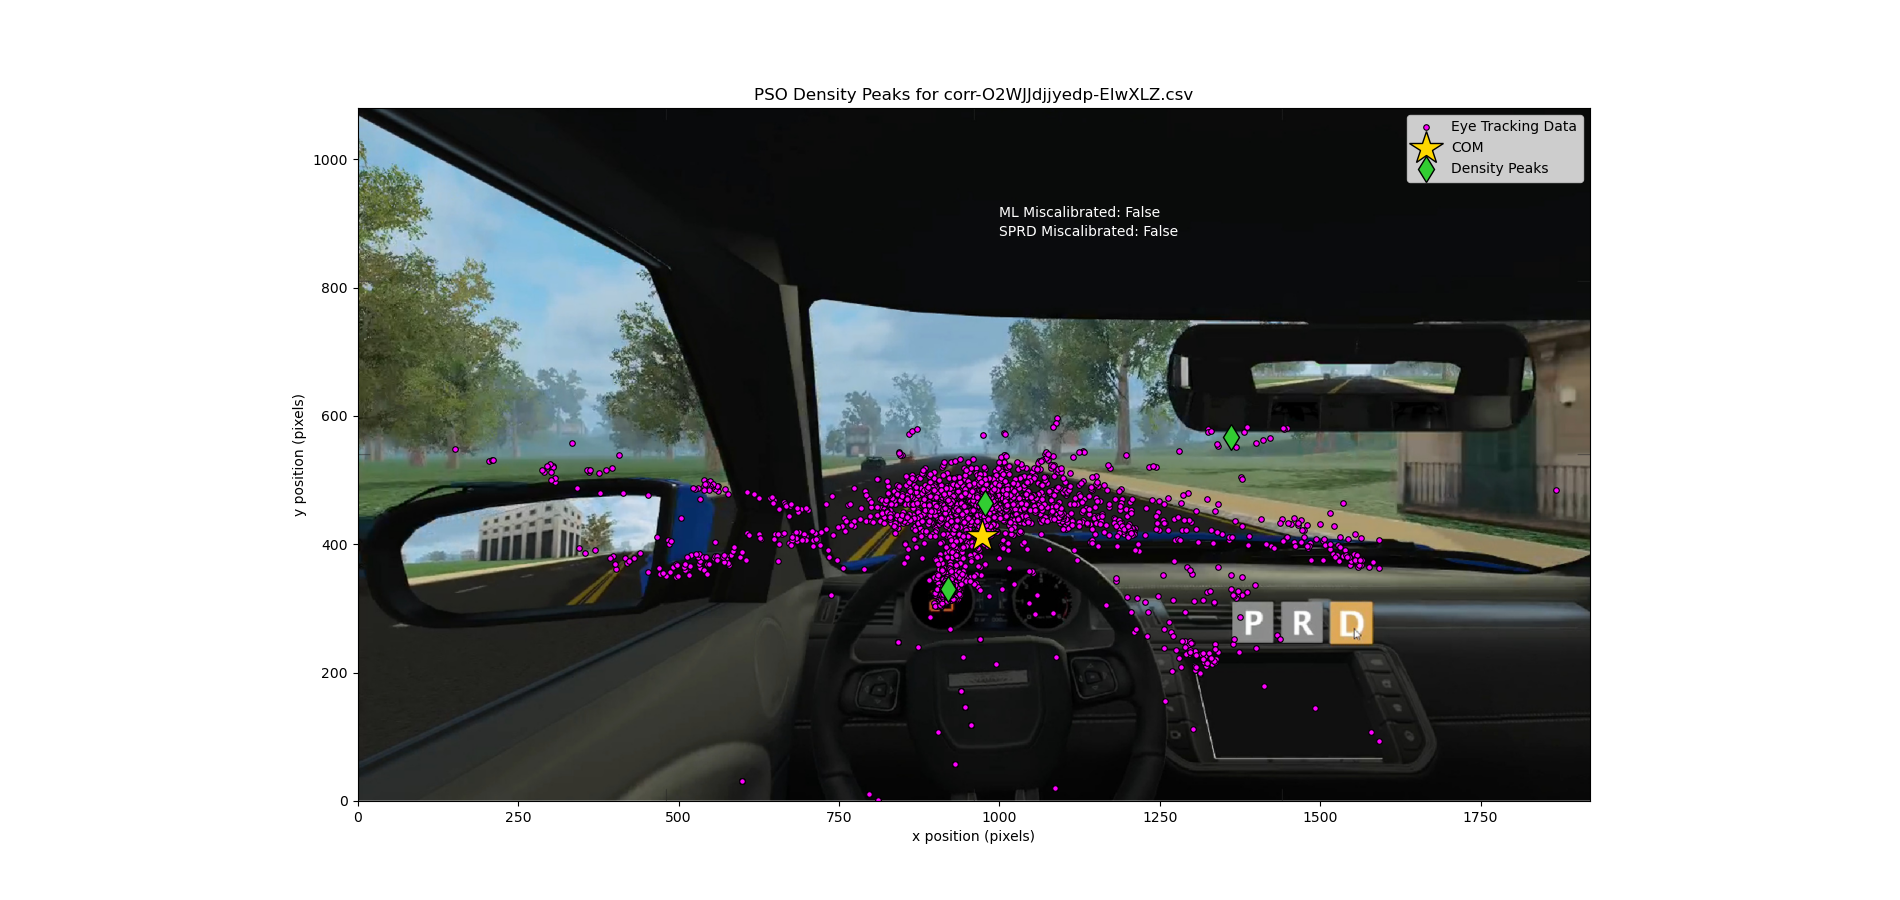 PSO Density Peaks for corr-O2WJJdjjyedp-EIwXLZ.csv
Eye Tracking Data
COM
Density Peaks
ML Miscalibrated: False
SPRD Miscalibrated: False
1000
800
600
400
200
0
y position (pixels)
P R D
0 250 500 750 1000 1250 1500 1750
x position (pixels)